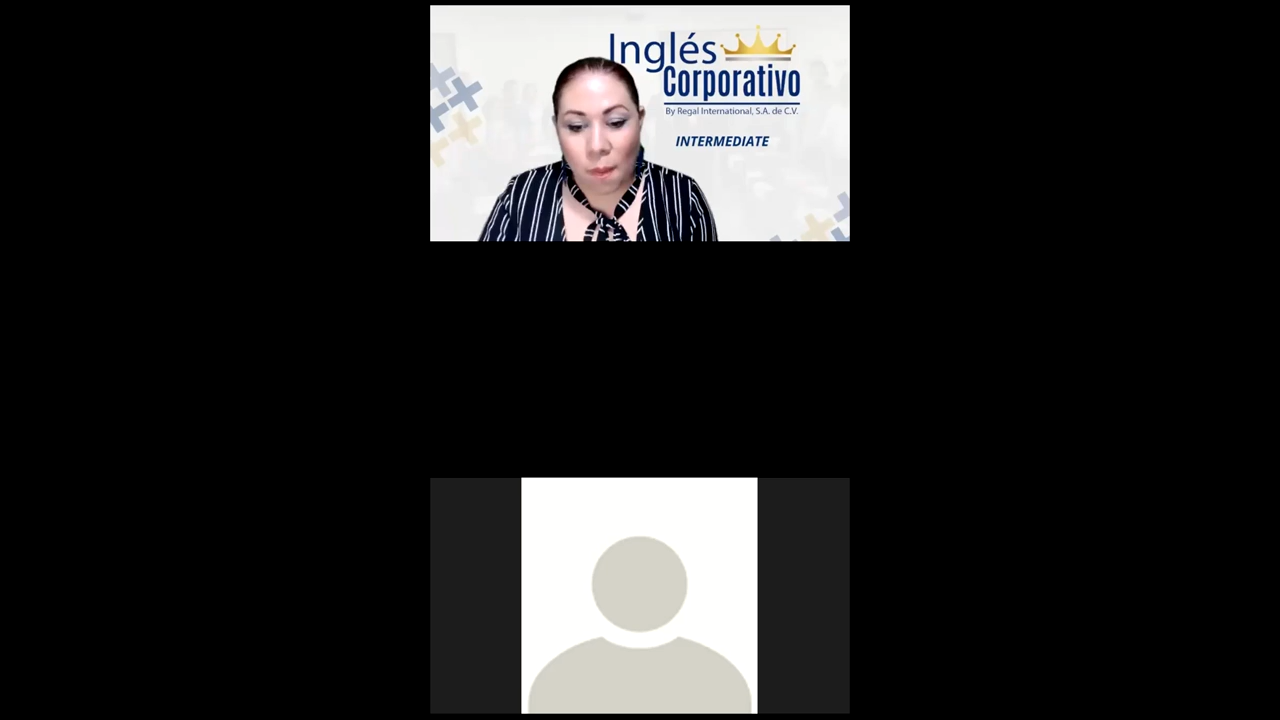 Inglés
Corporativo
By Regal International, S.A. de C.V.
INTERMEDIATE